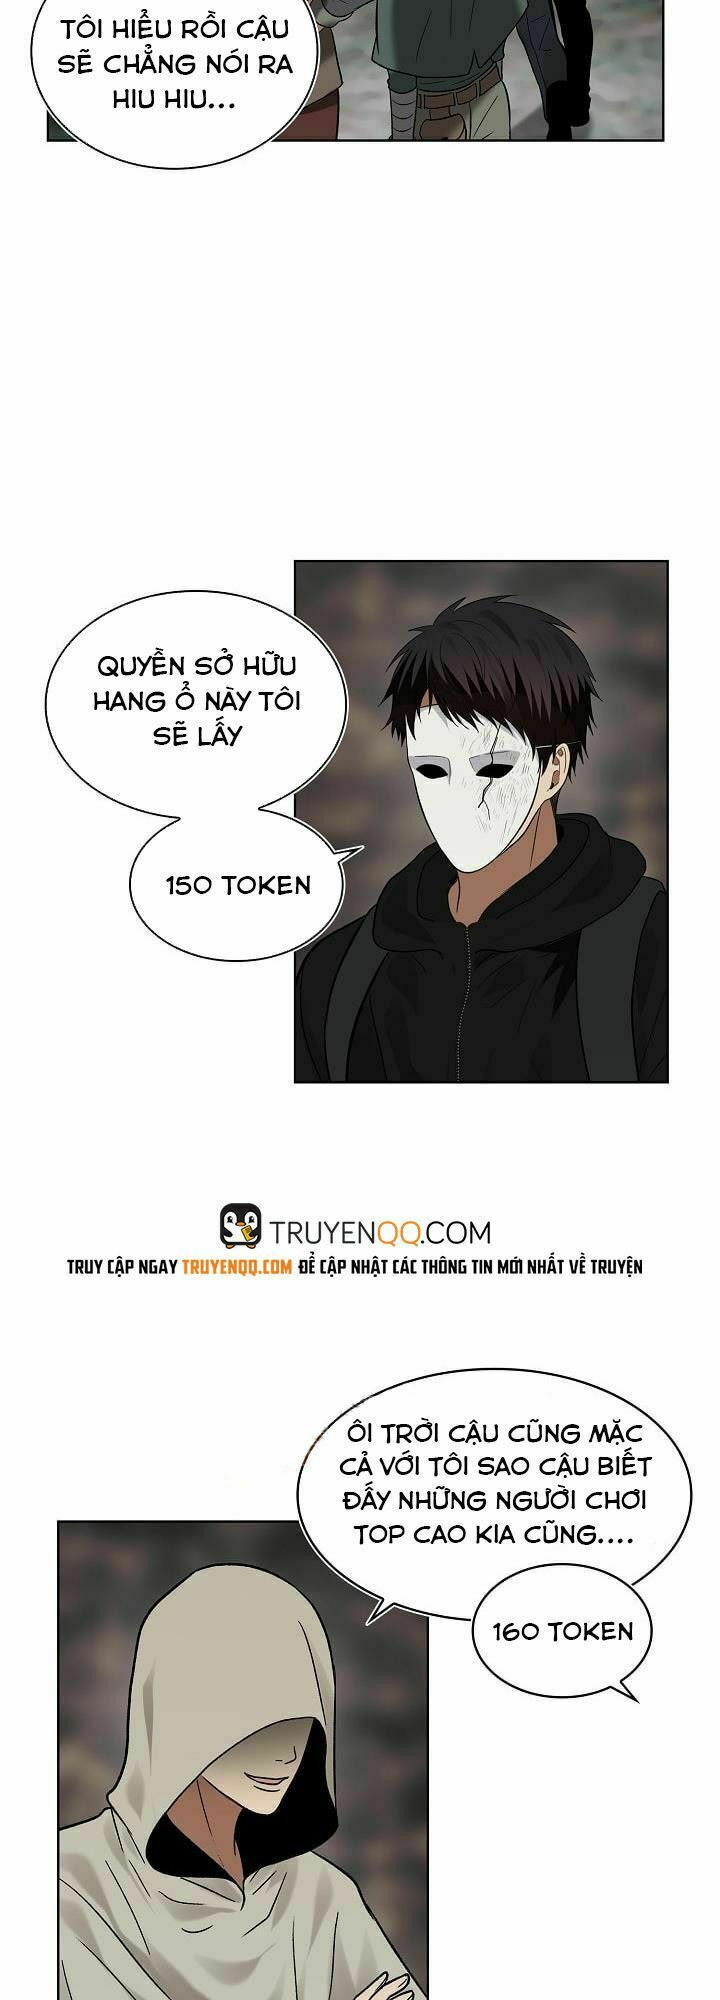 TÔI HIỂU RỒI CẬU
SẼ CHẲNG NÓI RA
HIU HIU...
QUYỀN SỞ HỮU
HANG Ổ NÀY TÔI
SẼ LẤY
150 TOKEN
TRUYENQQ.COM
TRUY CẬP NGAY TRUYENQQ.COM ĐỂ CẬP NHẬT CÁC THÔNG TIN MỚI NHẤT VỀ TRUYỆN
ÔI TRỜI CẬU CŨNG MẶC
CẢ VỚI TÔI SAO CẬU BIẾT
ĐẤY NHỮNG NGƯỜI CHƠI
TOP CAO KIA CŨNG....
160 TOKEN